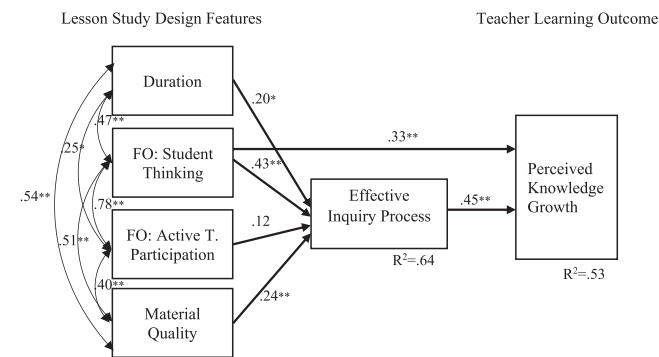 Lesson Study Design Features
Teacher Learning Outcome
Duration
.47**
.20*
.25*
FO: Student
Thinking
.33**
.43**
.54**
.78**
Effective
Inquiry Process
.45**
Perceived
Knowledge
Growth
.12
FO: Active T.
Participation
.51**
R²=.64
R²=.53
.40**
.24**
Material
Quality